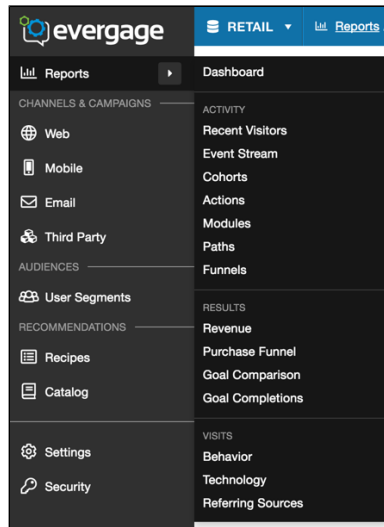 evergage
RETAIL
Reports
Reports
CHANNELS & CAMPAIGNS
Web
Mobile
Email
Third Party
AUDIENCES
User Segments
RECOMMENDATIONS
Recipes
Catalog
Settings
Security
Dashboard
ACTIVITY
Recent Visitors
Event Stream
Cohorts
Actions
Modules
Paths
Funnels
RESULTS
Revenue
Purchase Funnel
Goal Comparison
Goal Completions
VISITS
Behavior
Technology
Referring Sources